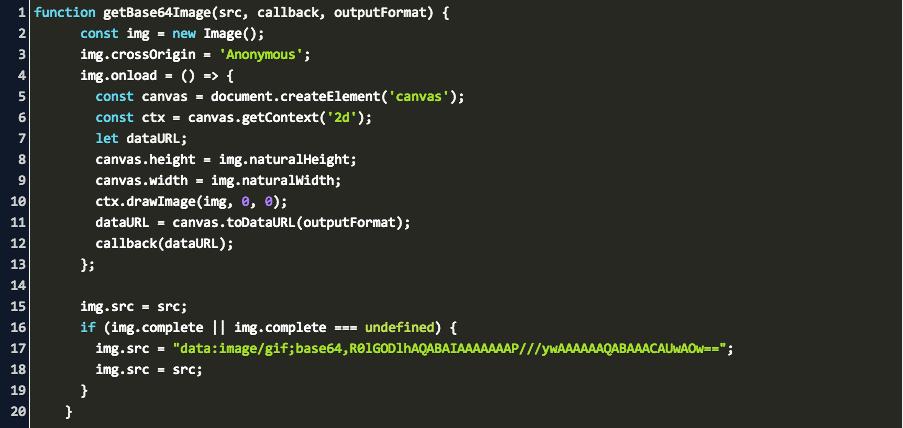 1 function getBase64Image(src, callback, outputFormat) {
2 const img = new Image();
3 img.crossOrigin = 'Anonymous';
4 img.onload = () => {
5 const canvas = document.createElement('canvas');
6 const ctx = canvas.getContext('2d');
7 let dataURL;
8 canvas.height = img.naturalHeight;
9 canvas.width = img.naturalWidth;
10 ctx.drawImage(img, 0, 0);
11 dataURL = canvas.toDataURL(outputFormat);
12 callback(dataURL);
13 };
14
15 img.src = src;
16 if (img.complete || img.complete === undefined) {
17 img.src = "data:image/gif;base64,R0lGODlhAQABAIAAAAAAAP///ywAAAAAAQABAAACAUwAOw==";
18 img.src = src;
19 }
20 }